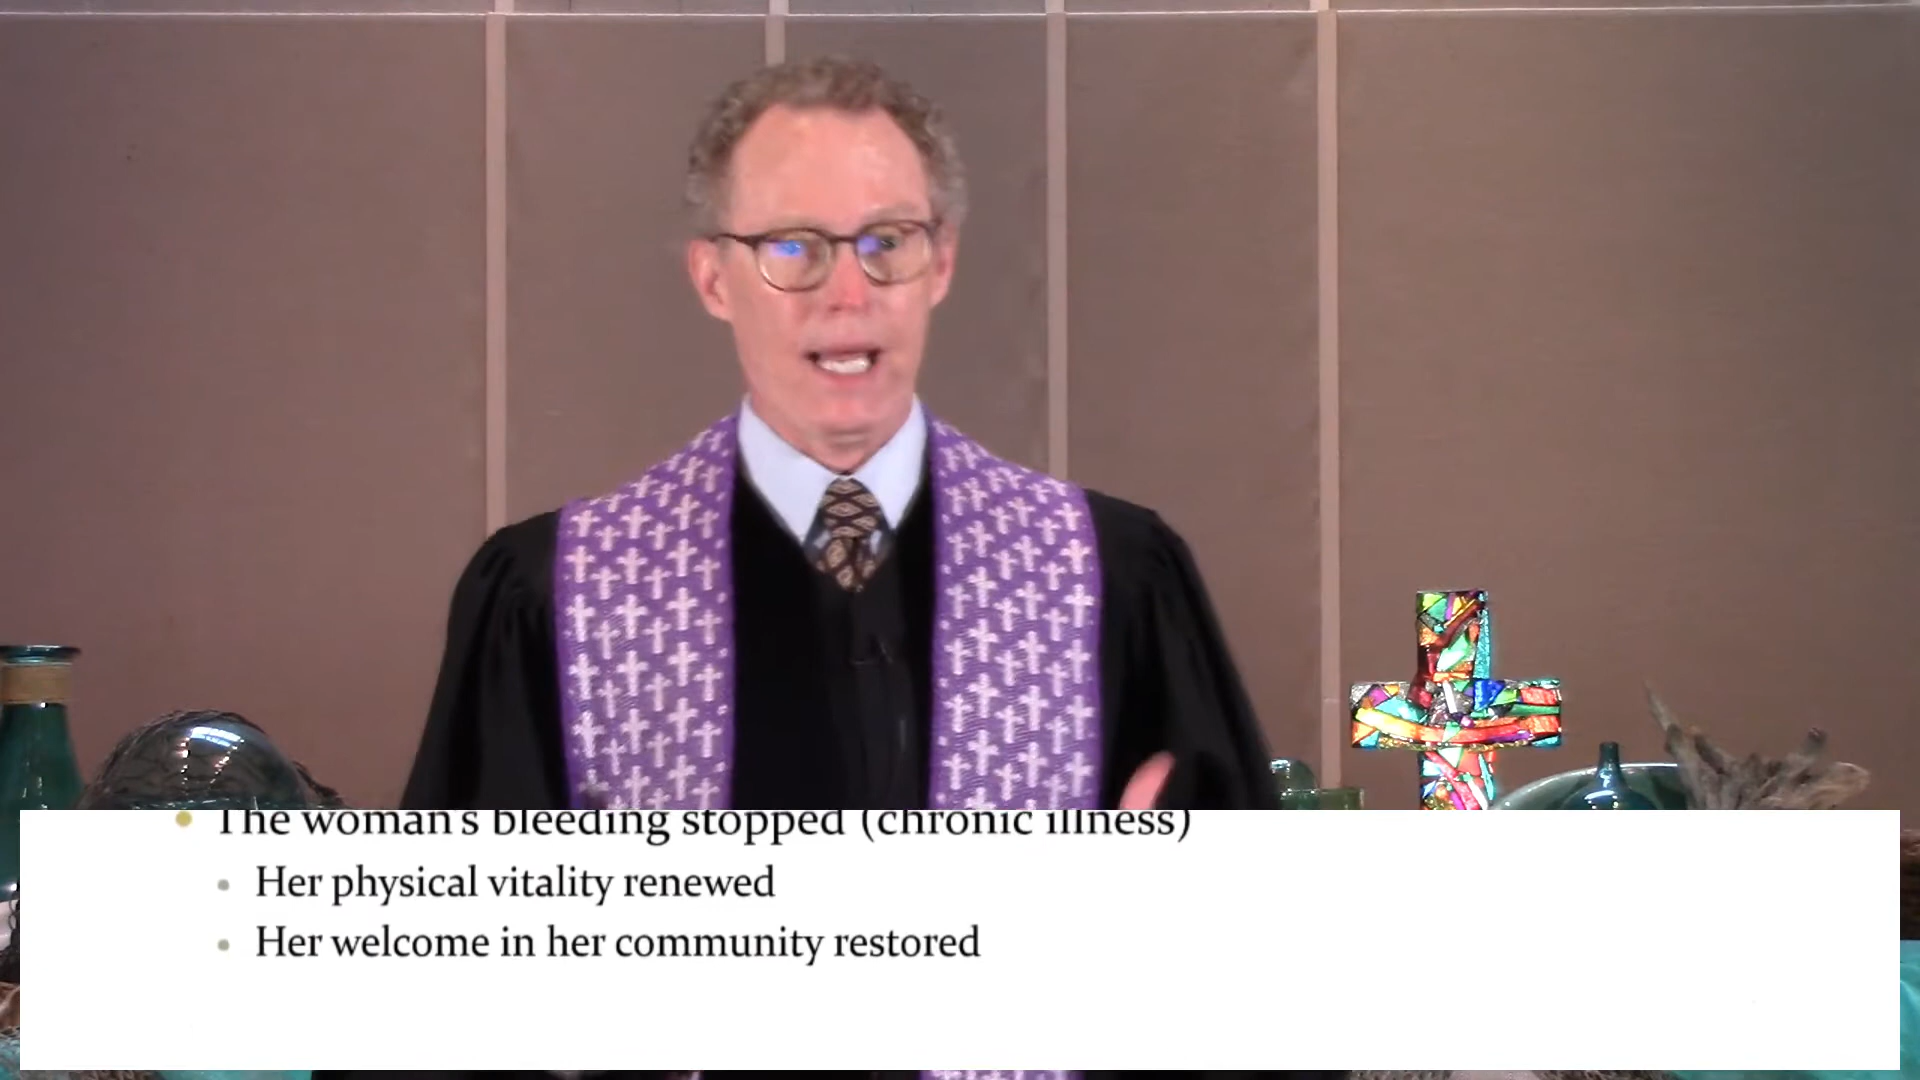 The woman's bleeding stopped (chronic illness)
Her physical vitality renewed
Her welcome in her community restored